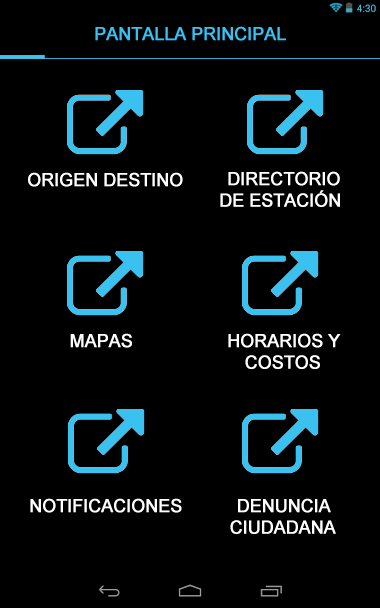 4:30
PANTALLA PRINCIPAL
ORIGEN DESTINO
DIRECTORIO
DE ESTACIÓN
MAPAS
HORARIOS Y
COSTOS
NOTIFICACIONES
DENUNCIA
CIUDADANA